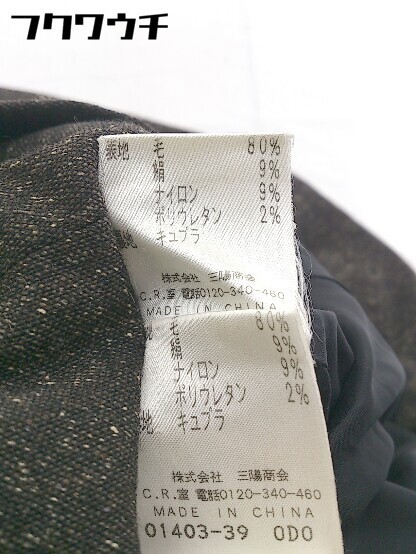 フクワウチ
表地 毛 80%
絹 9%
ナイロン 9%
ポリウレタン 2%
地 キュプラ
株式会社 三陽商会
C.R.室 電話0120-340-460
MADE IN CHINA
毛 80%
絹 9%
ナイロン 9%
ポリウレタン 2%
地 キュプラ
株式会社 三陽商会
C.R.室 電話0120-340-460
MADE IN CHINA
01403-39 0D0